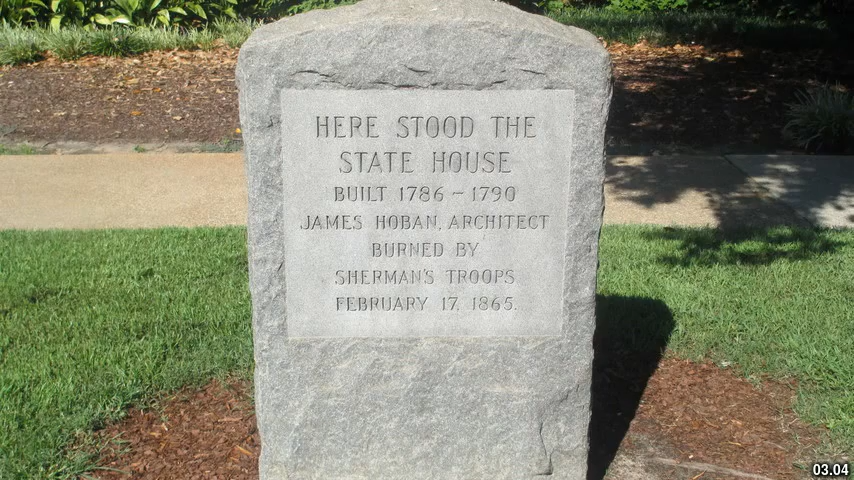 HERE STOOD THE
STATE HOUSE
BUILT 1786 - 1790
JAMES HOBAN, ARCHITECT
BURNED BY
SHERMAN'S TROOPS
FEBRUARY 17, 1865.
03.04